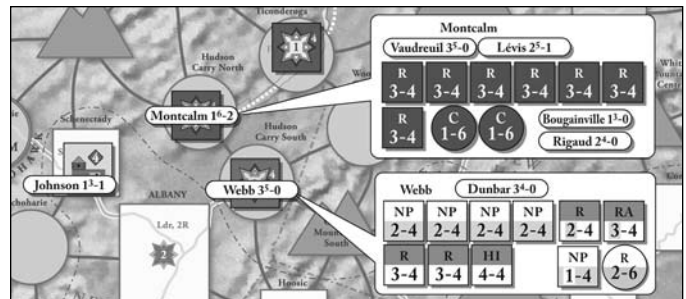 Ticonderoga
1
Hudson
Carry North
Montcalm 1⁶-2
Hudson
Carry South
Schenectady
4
Johnson 1³-1
ALBANY
Webb 3⁵-0
Ldr, 2R
2
Hoosic
Montcalm
Vaudreuil 3⁵-0 Lévis 2⁵-1
R R R R R R
3-4 3-4 3-4 3-4 3-4 3-4
R C C
3-4 1-6 1-6
Bougainville 1³-0
Rigaud 2⁴-0
Webb Dunbar 3⁴-0
NP NP NP NP R RA
2-4 2-4 2-4 2-4 2-4 3-4
R R HI NP R
3-4 3-4 4-4 1-4 2-6
South